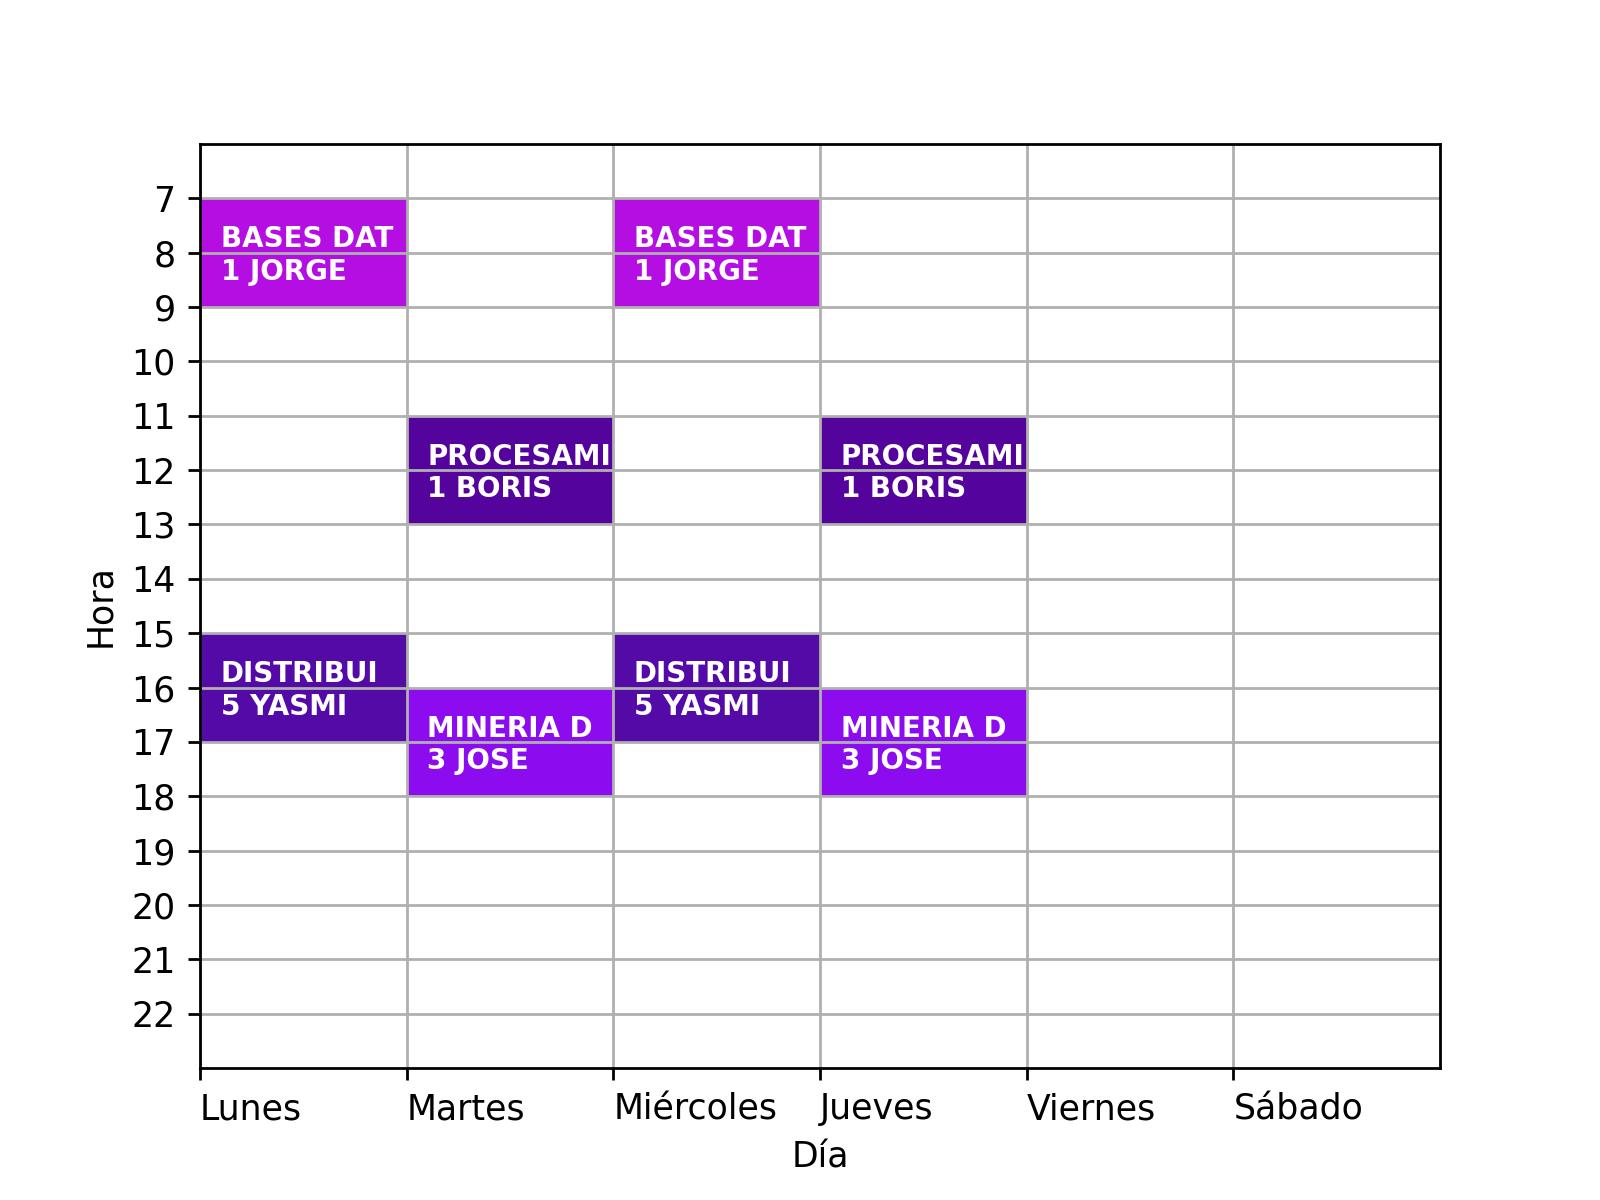 7
8
9
10
11
12
13
14
15
16
17
18
19
20
21
22
Hora
BASES DAT
1 JORGE
BASES DAT
1 JORGE
PROCESAMI
1 BORIS
PROCESAMI
1 BORIS
DISTRIBUI
5 YASMI
DISTRIBUI
5 YASMI
MINERIA D
3 JOSE
MINERIA D
3 JOSE
Lunes Martes Miércoles Jueves Viernes Sábado
Día